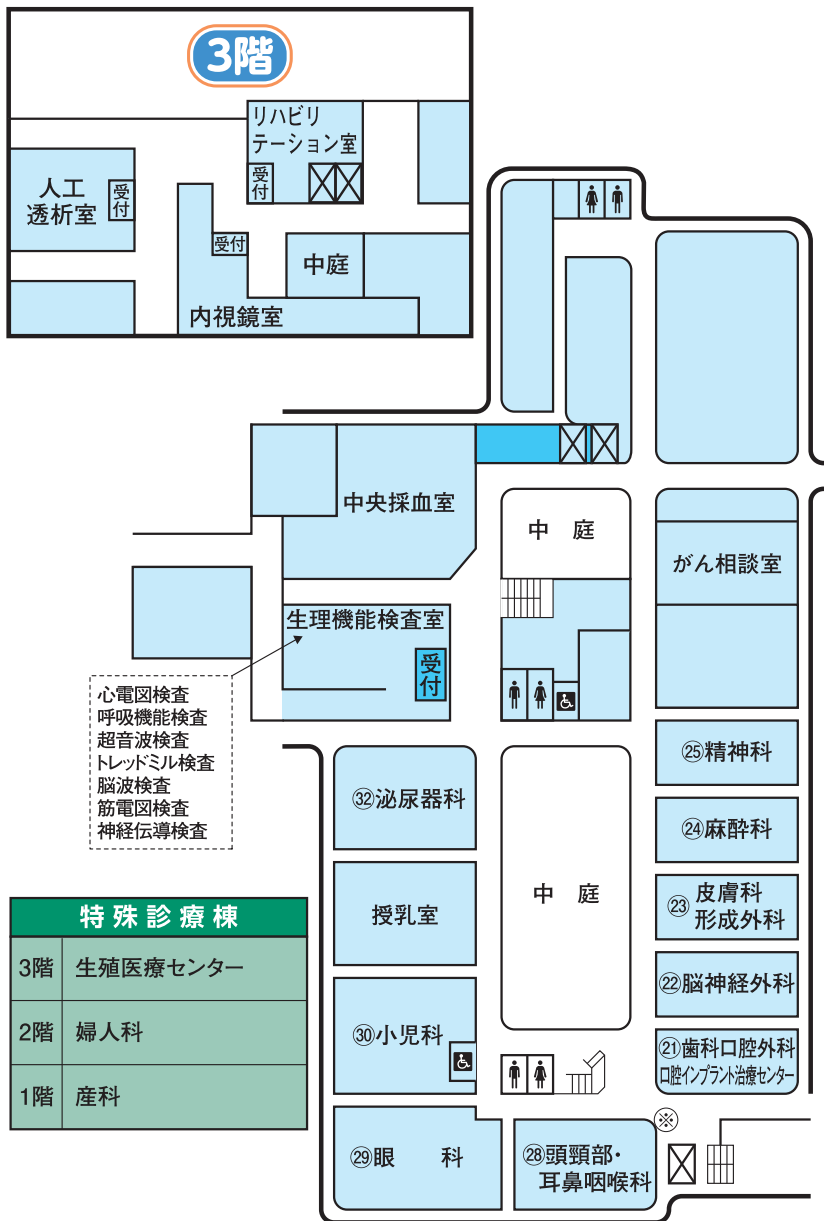 3階
リハビリ
テーション室
受付
人工
透析室
受付
受付
中庭
内視鏡室
中央採血室
中 庭
がん相談室
生理機能検査室
受付
心電図検査
呼吸機能検査
超音波検査
トレッドミル検査
脳波検査
筋電図検査
神経伝導検査
㉕精神科
㉜泌尿器科
㉔麻酔科
中 庭
授乳室
㉓皮膚科
形成外科
特殊診療棟
3階 生殖医療センター
2階 婦人科
1階 産科
㉒脳神経外科
㉚小児科
㉑歯科口腔外科
口腔インプラント治療センター
※
㉙眼 科
㉘頭頸部・
耳鼻咽喉科